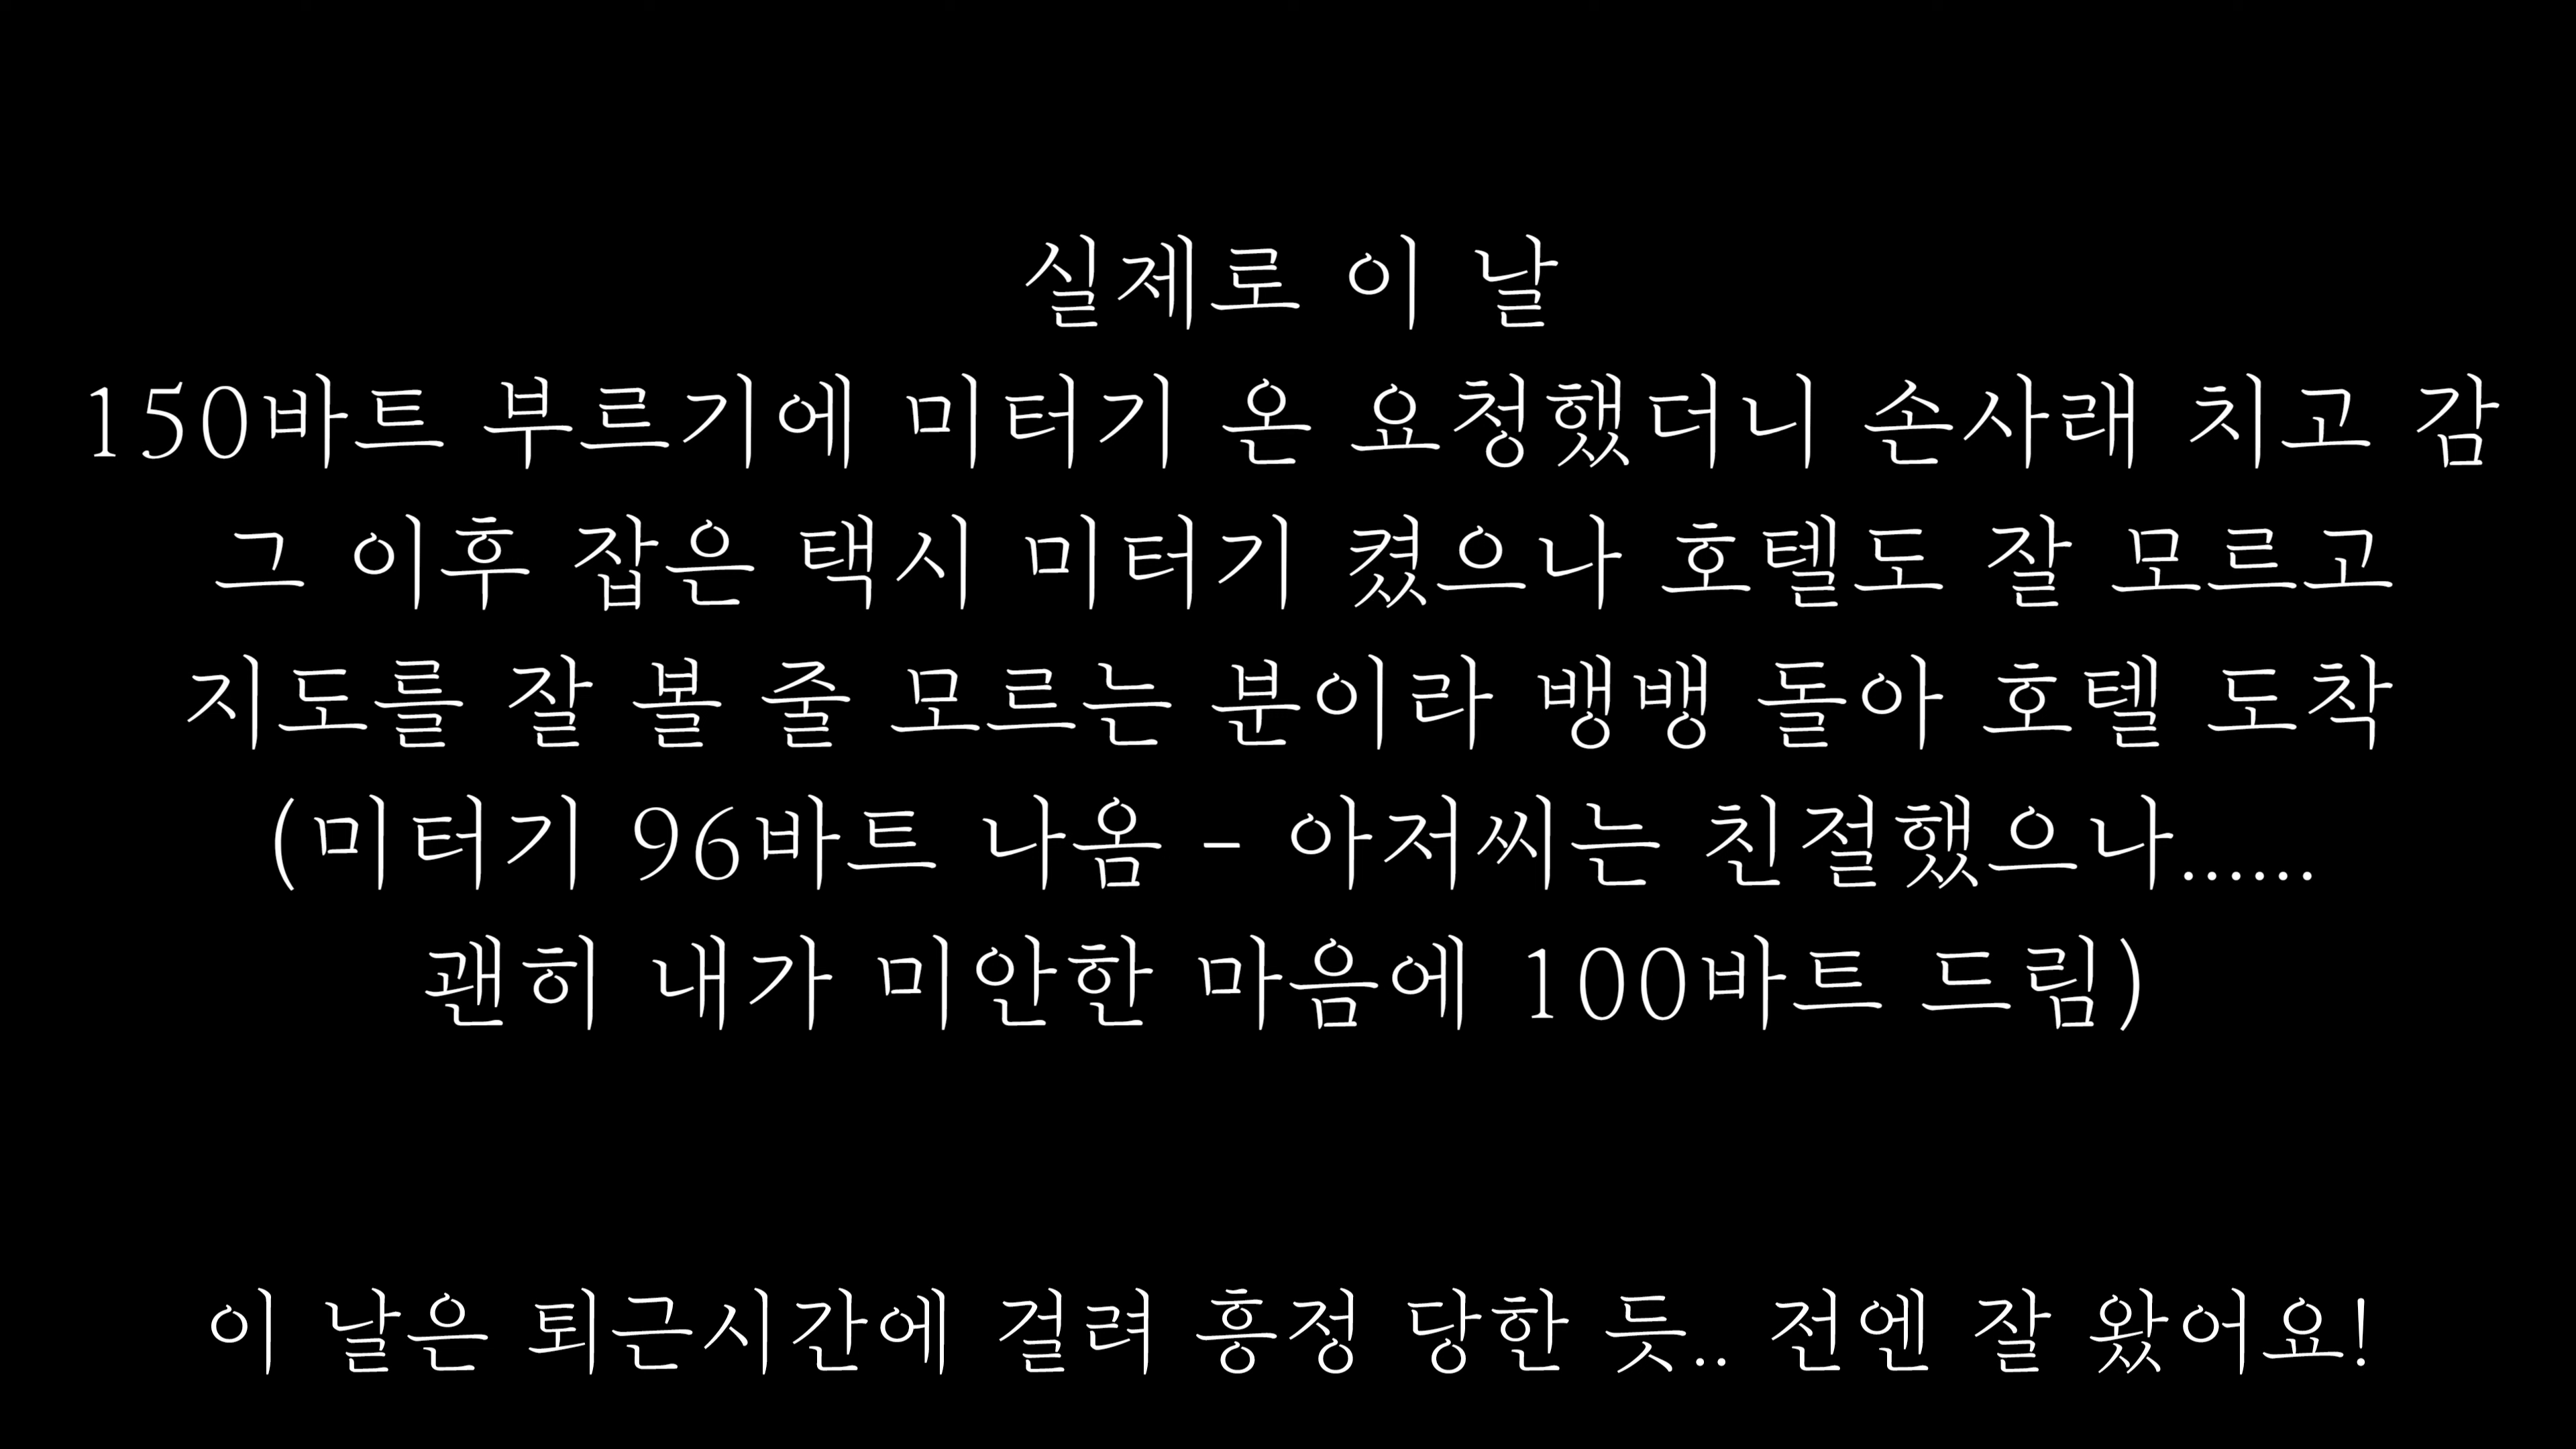 실제로 이 날
150바트 부르기에 미터기 온 요청했더니 손사래 치고 감
그 이후 잡은 택시 미터기 켰으나 호텔도 잘 모르고
지도를 잘 볼 줄 모르는 분이라 뱅뱅 돌아 호텔 도착
(미터기 96바트 나옴 - 아저씨는 친절했으나......
괜히 내가 미안한 마음에 100바트 드림)
이 날은 퇴근시간에 걸려 흥정 당한 듯.. 전엔 잘 왔어요!